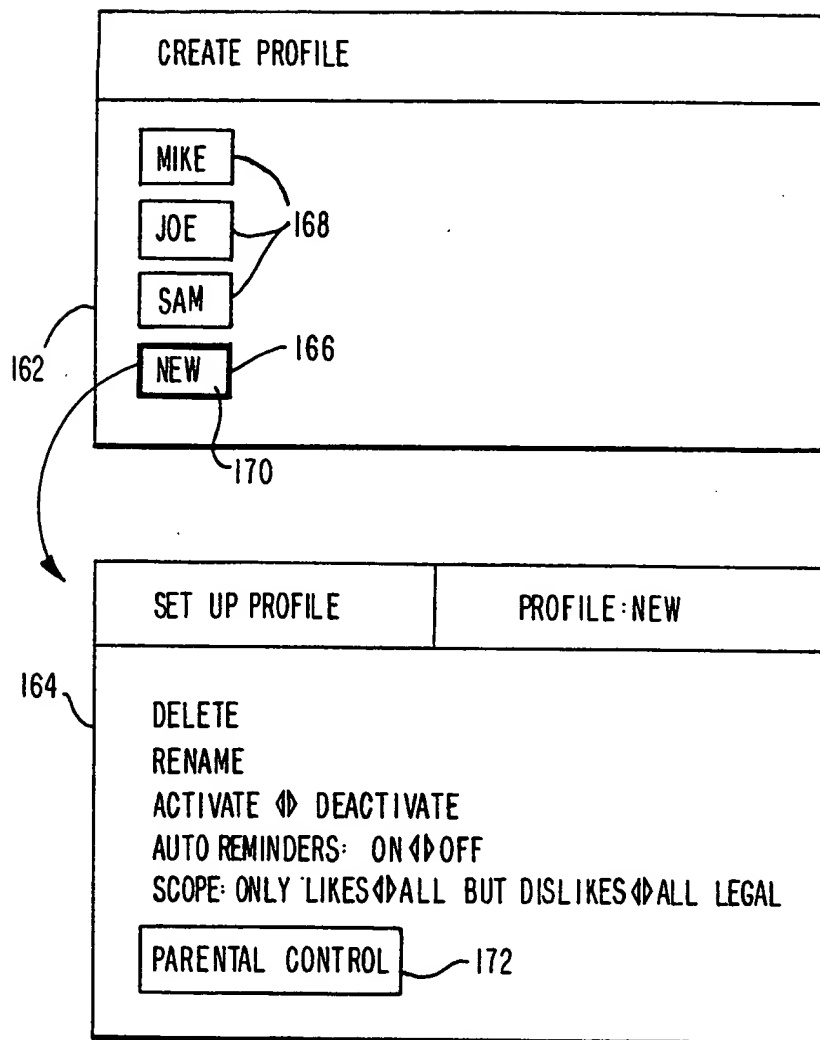 CREATE PROFILE
MIKE
JOE
168
SAM
162
NEW
166
170
SET UP PROFILE
PROFILE:NEW
164
DELETE
RENAME
ACTIVATE ◁▷ DEACTIVATE
AUTO REMINDERS: ON◁▷OFF
SCOPE: ONLY LIKES◁▷ALL BUT DISLIKES◁▷ALL LEGAL
PARENTAL CONTROL
172